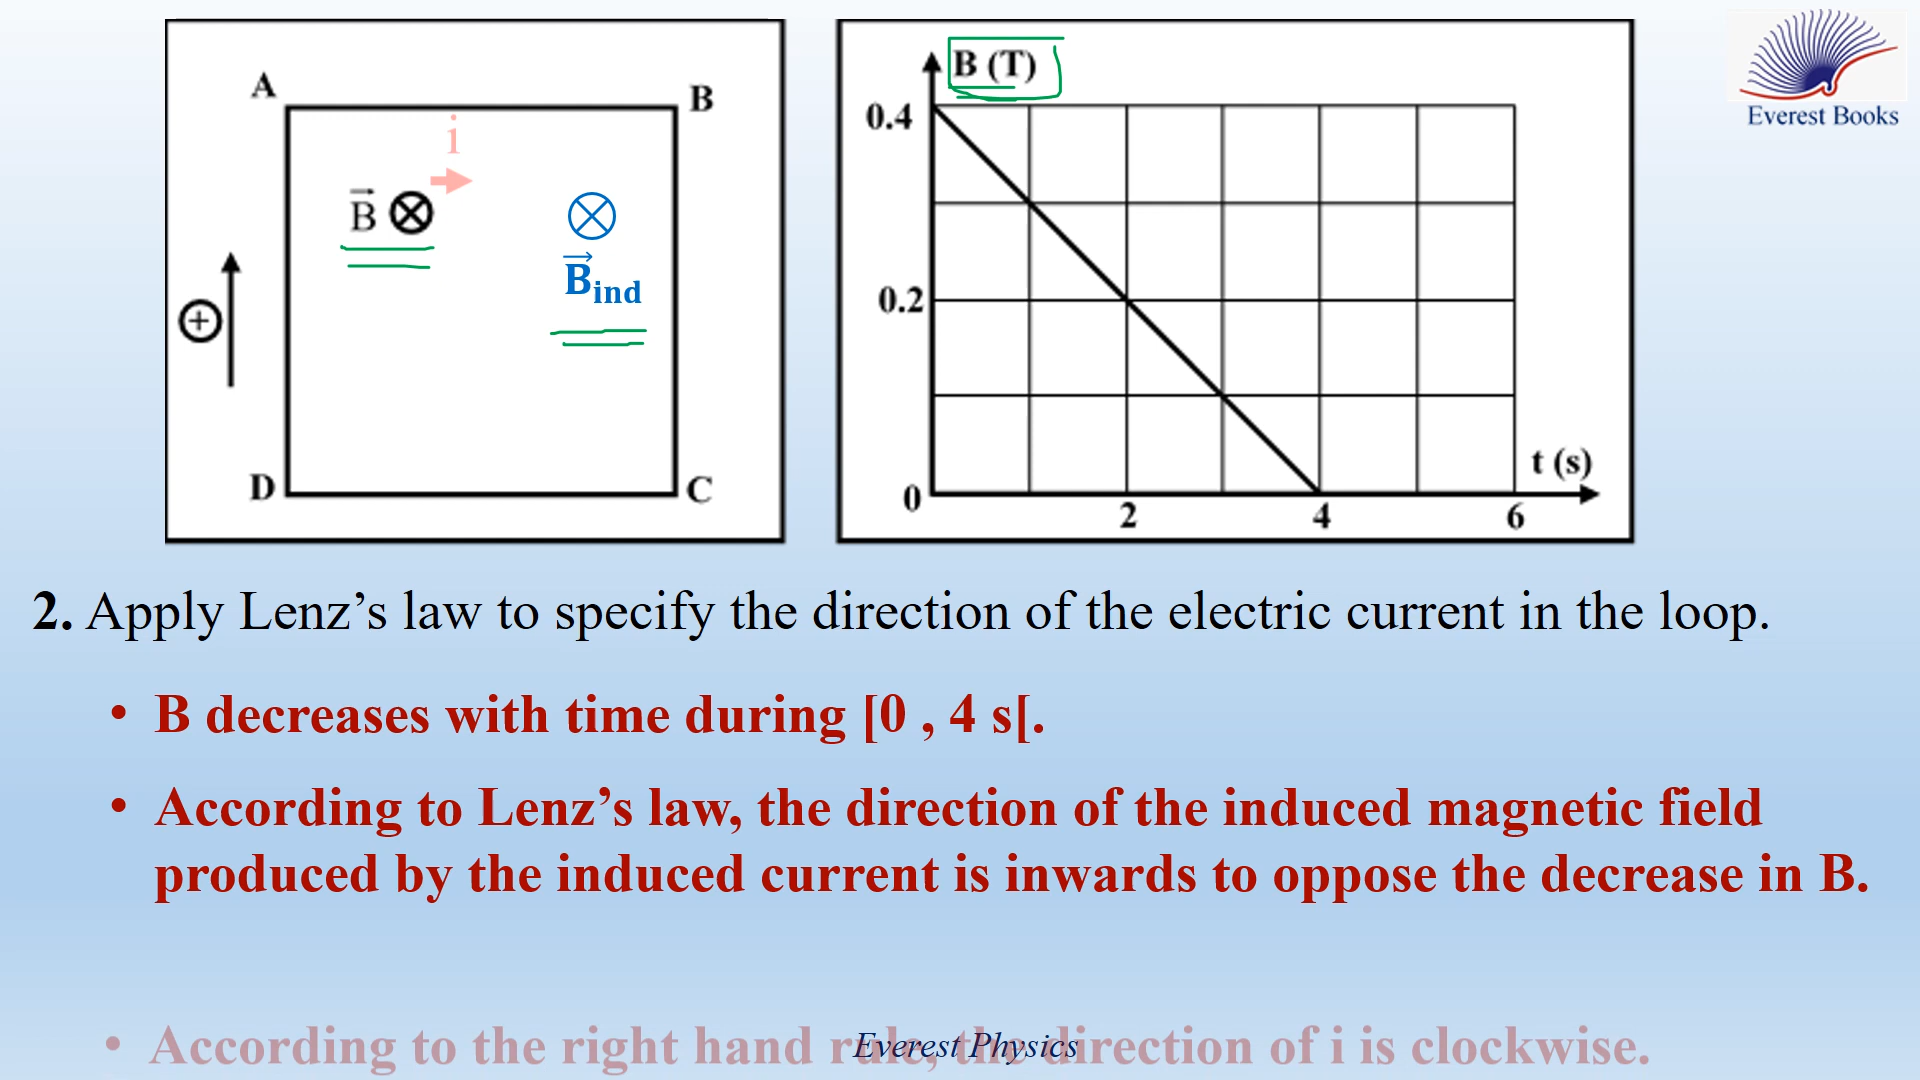 A
B
i
B
B ind
+
D
C
B (T)
0.4
0.2
0
2
4
6
t (s)
Everest Books
2. Apply Lenz’s law to specify the direction of the electric current in the loop.
• B decreases with time during [0 , 4 s[.
• According to Lenz’s law, the direction of the induced magnetic field
produced by the induced current is inwards to oppose the decrease in B.
• According to the right hand rule, the direction of i is clockwise.
Everest Physics